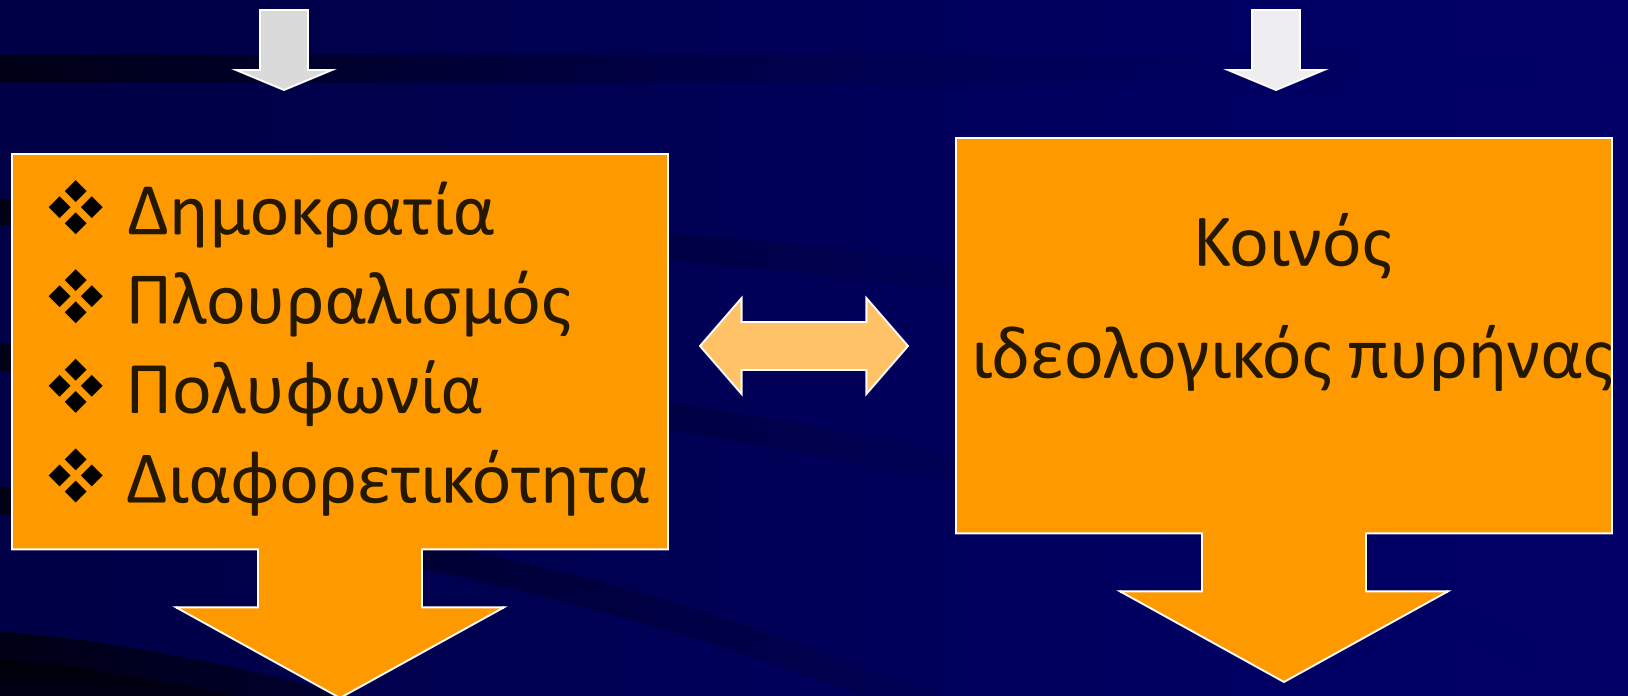 ❖ Δημοκρατία
❖ Πλουραλισμός
❖ Πολυφωνία
❖ Διαφορετικότητα
Κοινός
ιδεολογικός πυρήνας